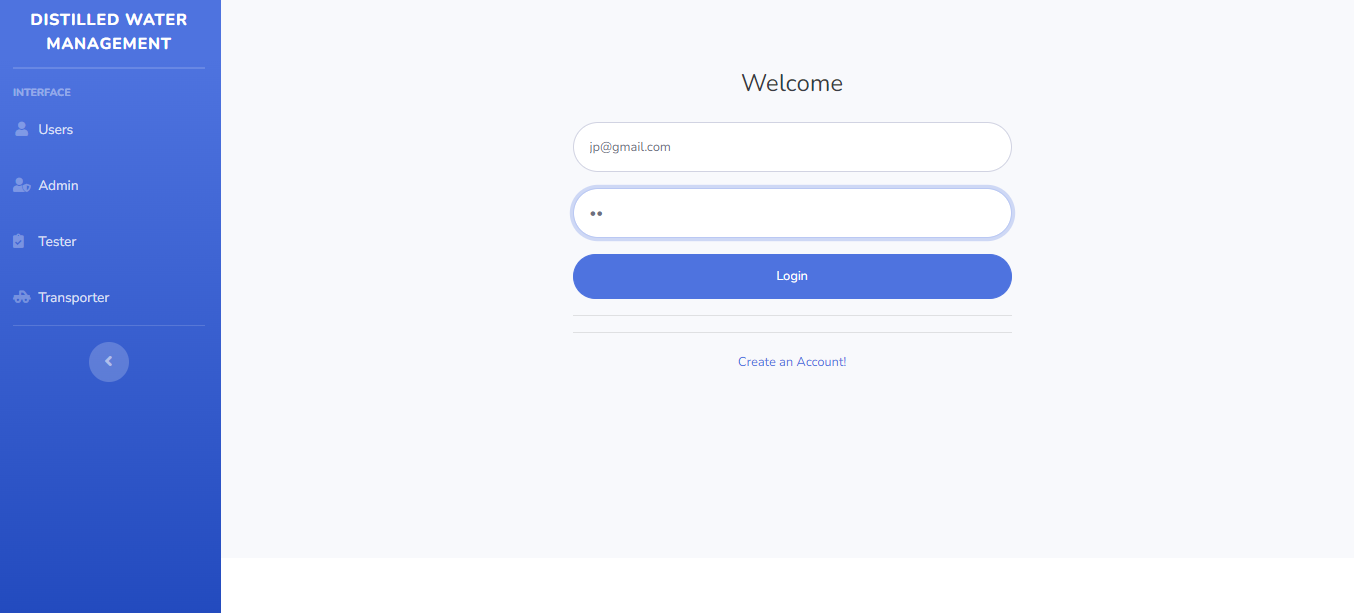 DISTILLED WATER
MANAGEMENT
INTERFACE
Users
Admin
Tester
Transporter
Welcome
jp@gmail.com
••
Login
Create an Account!